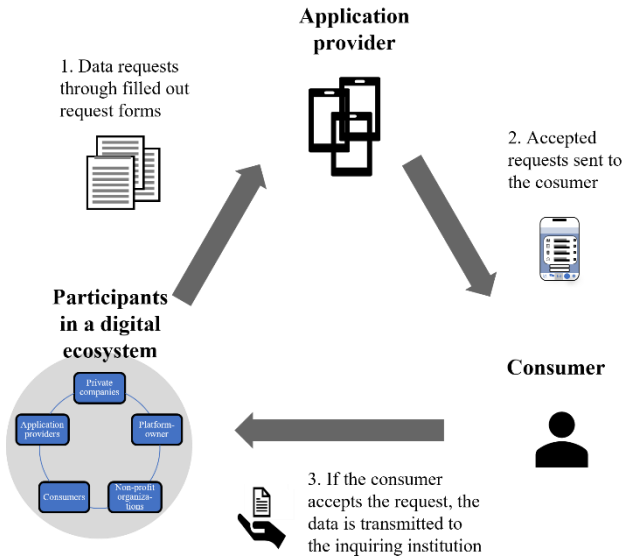 Application
provider
1. Data requests
through filled out
request forms
2. Accepted
requests sent to
the cosumer
Participants
in a digital
ecosystem
Private
companies
Application
providers
Platform-
owner
Consumers
Non-profit
organiza-
tions
Consumer
3. If the consumer
accepts the request, the
data is transmitted to
the inquiring institution